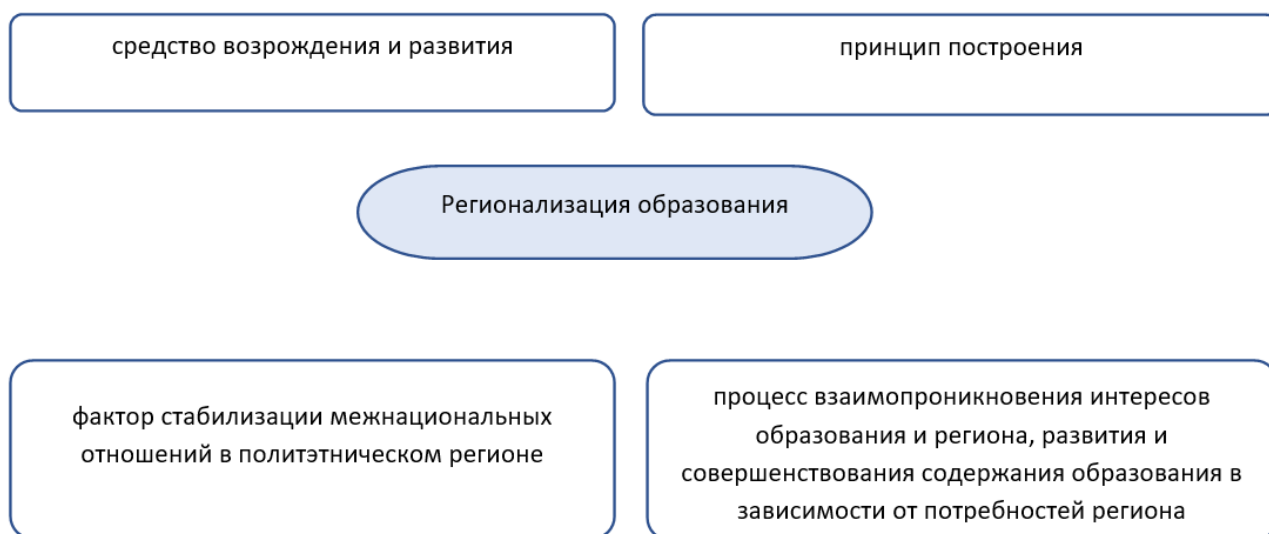 средство возрождения и развития
принцип построения
Регионализация образования
фактор стабилизации межнациональных
отношений в политэтническом регионе
процесс взаимопроникновения интересов
образования и региона, развития и
совершенствования содержания образования в
зависимости от потребностей региона